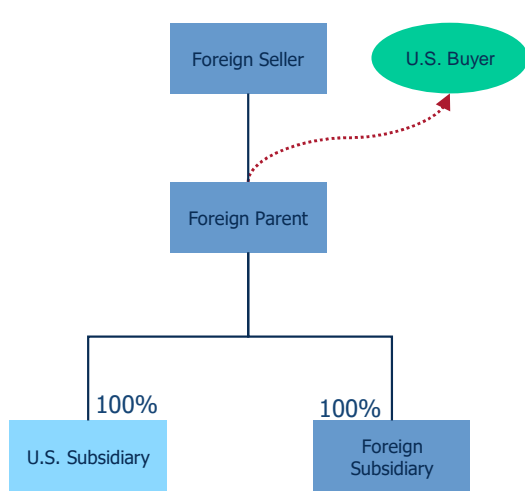 Foreign Seller
U.S. Buyer
Foreign Parent
100%
100%
U.S. Subsidiary
Foreign
Subsidiary